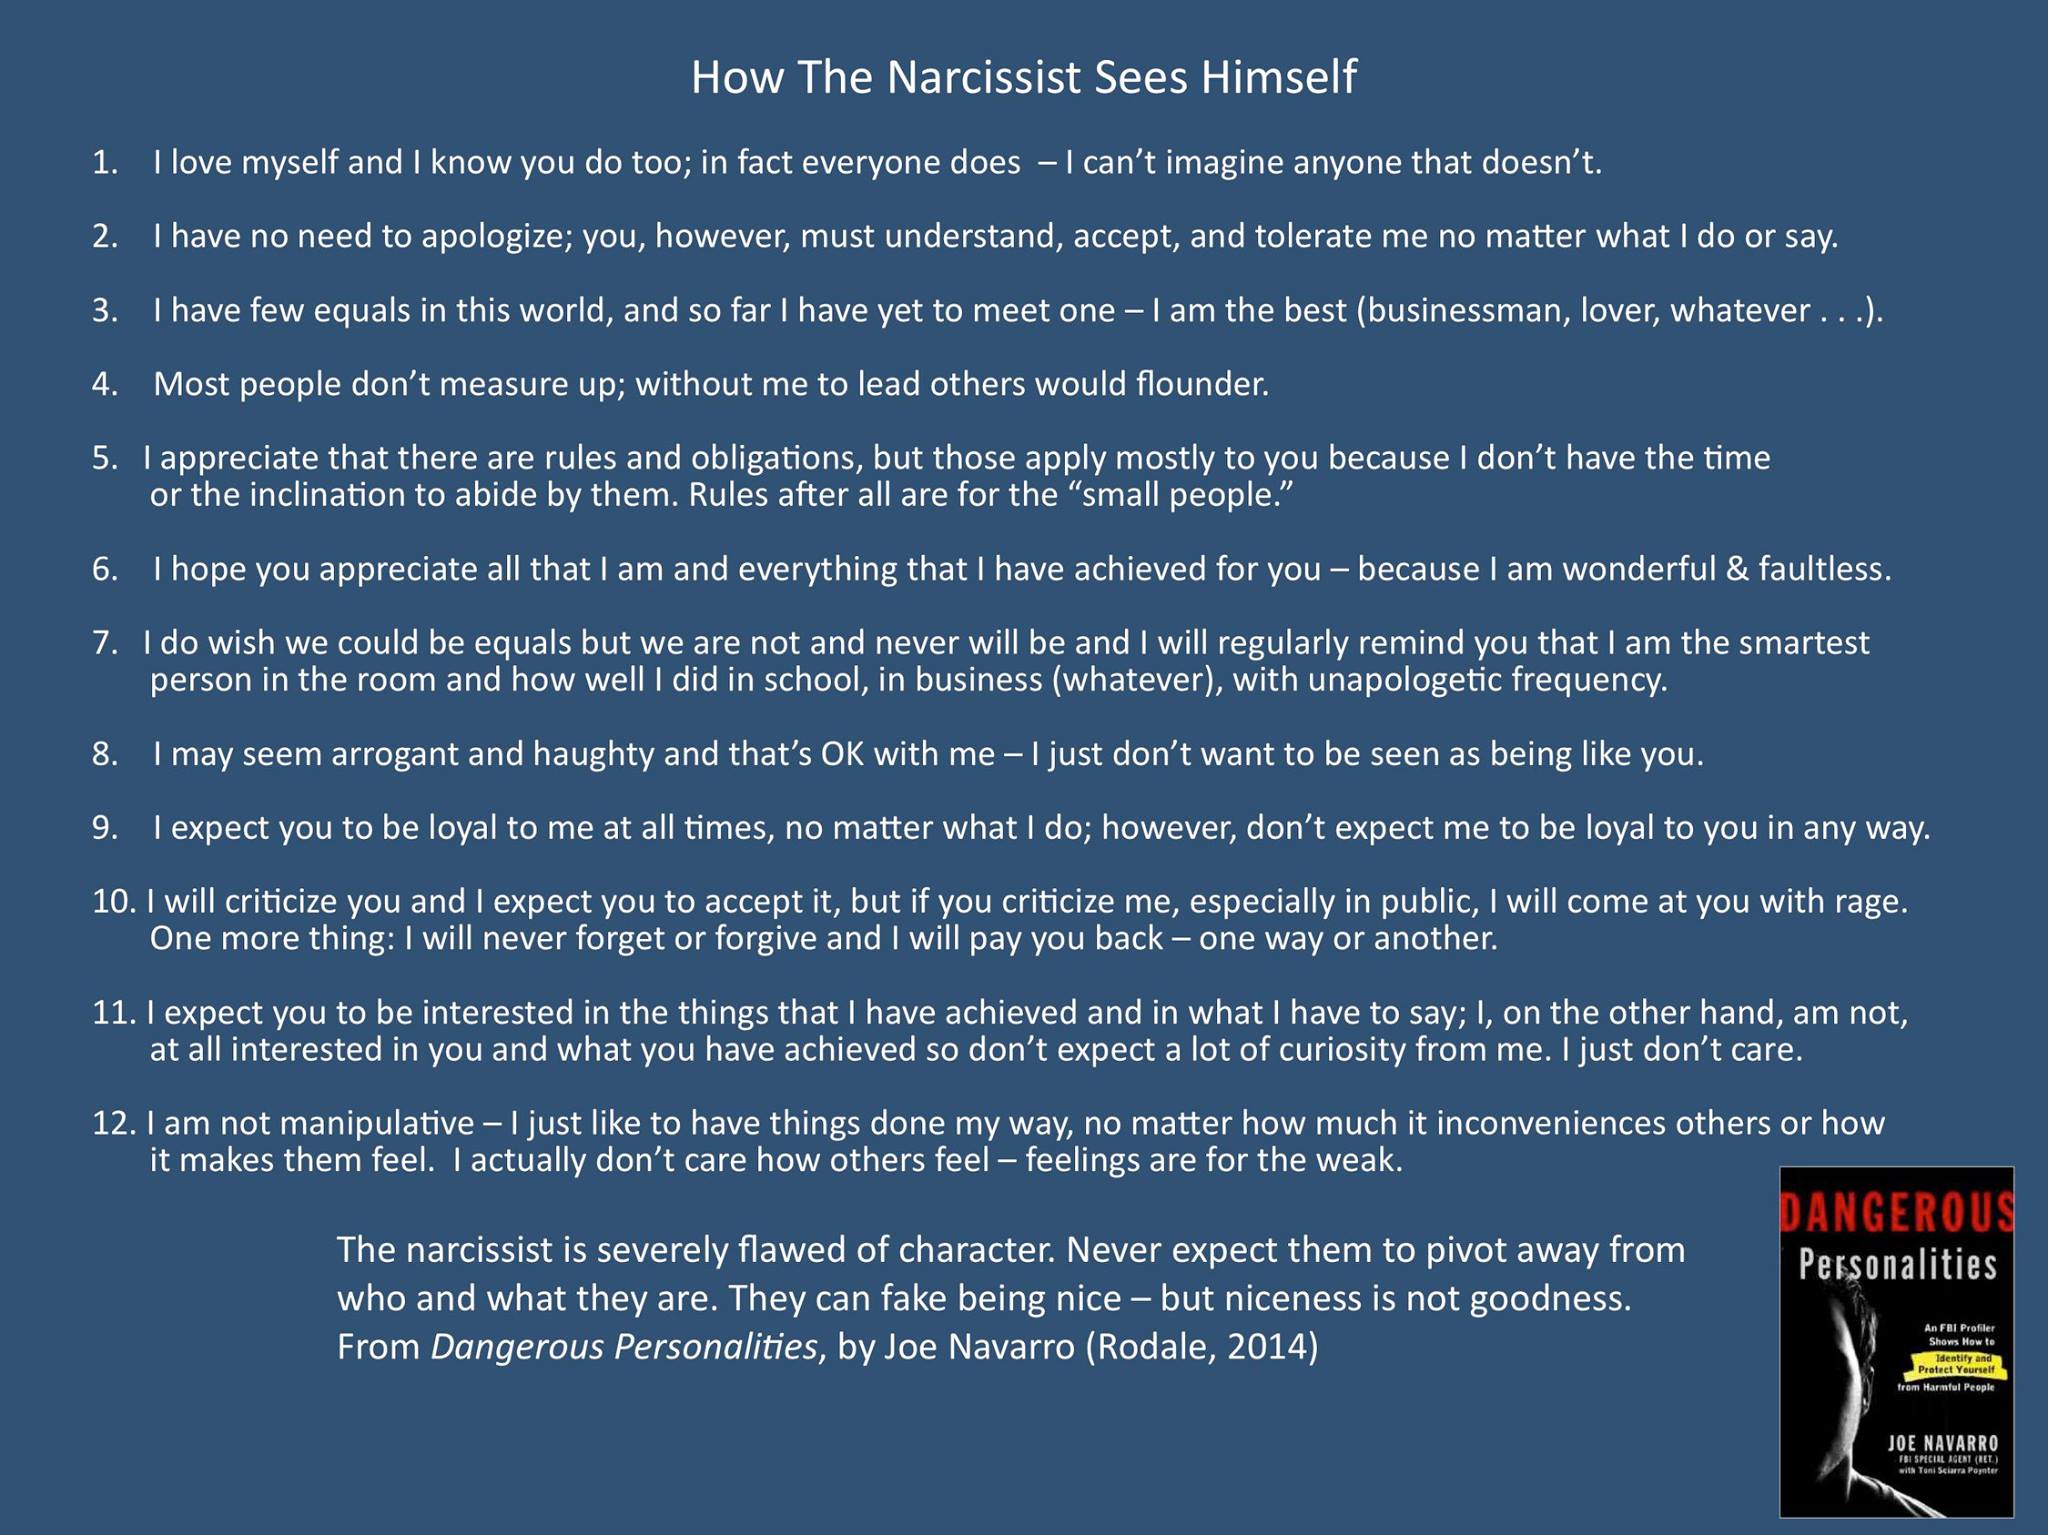 How The Narcissist Sees Himself
1. I love myself and I know you do too; in fact everyone does – I can’t imagine anyone that doesn’t.
2. I have no need to apologize; you, however, must understand, accept, and tolerate me no matter what I do or say.
3. I have few equals in this world, and so far I have yet to meet one – I am the best (businessman, lover, whatever . . .).
4. Most people don’t measure up; without me to lead others would flounder.
5. I appreciate that there are rules and obligations, but those apply mostly to you because I don’t have the time
or the inclination to abide by them. Rules after all are for the “small people.”
6. I hope you appreciate all that I am and everything that I have achieved for you – because I am wonderful & faultless.
7. I do wish we could be equals but we are not and never will be and I will regularly remind you that I am the smartest
person in the room and how well I did in school, in business (whatever), with unapologetic frequency.
8. I may seem arrogant and haughty and that’s OK with me – I just don’t want to be seen as being like you.
9. I expect you to be loyal to me at all times, no matter what I do; however, don’t expect me to be loyal to you in any way.
10. I will criticize you and I expect you to accept it, but if you criticize me, especially in public, I will come at you with rage.
One more thing: I will never forget or forgive and I will pay you back – one way or another.
11. I expect you to be interested in the things that I have achieved and in what I have to say; I, on the other hand, am not,
at all interested in you and what you have achieved so don’t expect a lot of curiosity from me. I just don’t care.
12. I am not manipulative – I just like to have things done my way, no matter how much it inconveniences others or how
it makes them feel. I actually don’t care how others feel – feelings are for the weak.
The narcissist is severely flawed of character. Never expect them to pivot away from
who and what they are. They can fake being nice – but niceness is not goodness.
From Dangerous Personalities, by Joe Navarro (Rodale, 2014)
DANGEROUS
Personalities
An FBI Profiler
Shows How to
Identify and
Protect Yourself
from Harmful People
JOE NAVARRO
FBI SPECIAL AGENT (RET.)
with Toni Sciarra Poynter